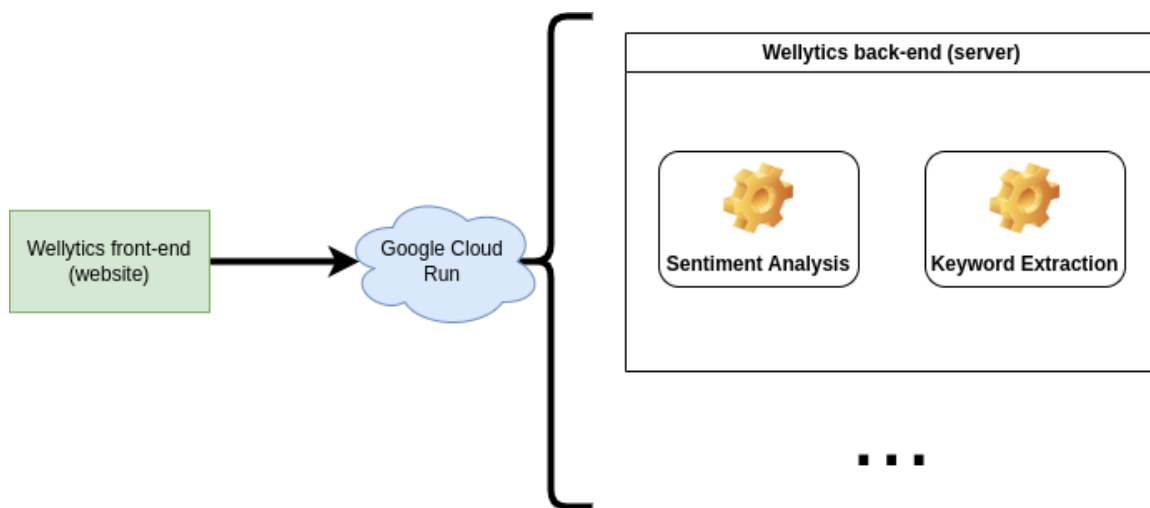 Wellytics back-end (server)
Wellytics front-end
(website)
Google Cloud
Run
Sentiment Analysis
Keyword Extraction
...